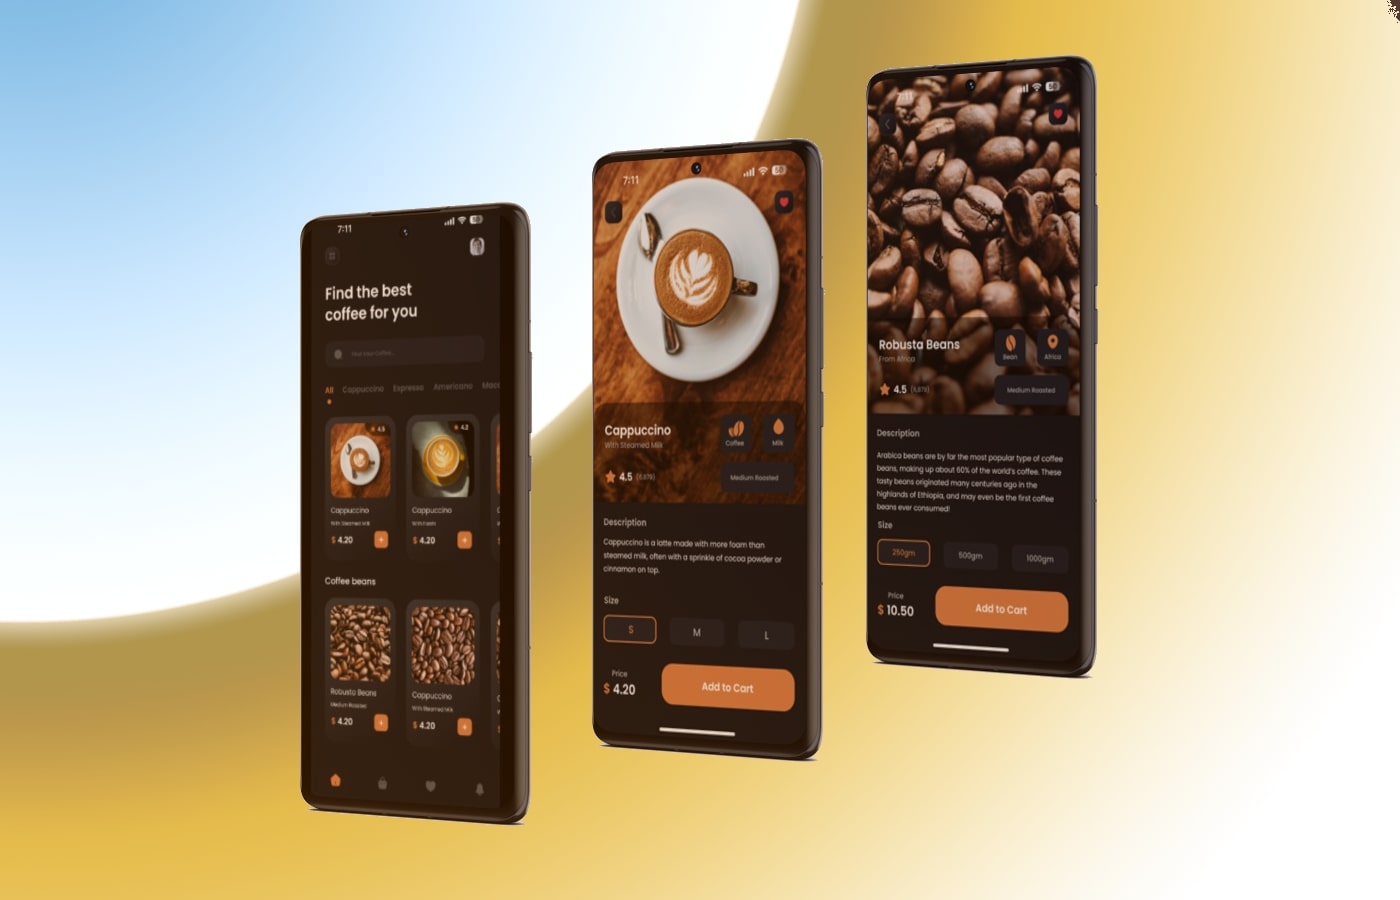 7:11
Find the best
coffee for you
Find Your Coffee...
All Cappuccino Espresso Americano Macc
4.5
4.2
Cappuccino
With Steamed Milk
$ 4.20
+
Cappuccino
With Foam
$ 4.20
+
Coffee beans
Robusta Beans
Medium Roasted
$ 4.20
+
Cappuccino
With Steamed Milk
$ 4.20
+
7:11
Cappuccino
With Steamed Milk
Coffee
Milk
4.5 (6,879)
Medium Roasted
Description
Cappuccino is a latte made with more foam than
steamed milk, often with a sprinkle of cocoa powder or
cinnamon on top.
Size
S M L
Price
$ 4.20
Add to Cart
7:11
Robusta Beans
From Africa
Bean
Africa
4.5 (6,879)
Medium Roasted
Description
Arabica beans are by far the most popular type of coffee
beans, making up about 60% of the world's coffee. These
tasty beans originated many centuries ago in the
highlands of Ethiopia, and may even be the first coffee
beans ever consumed!
Size
250gm 500gm 1000gm
Price
$ 10.50
Add to Cart